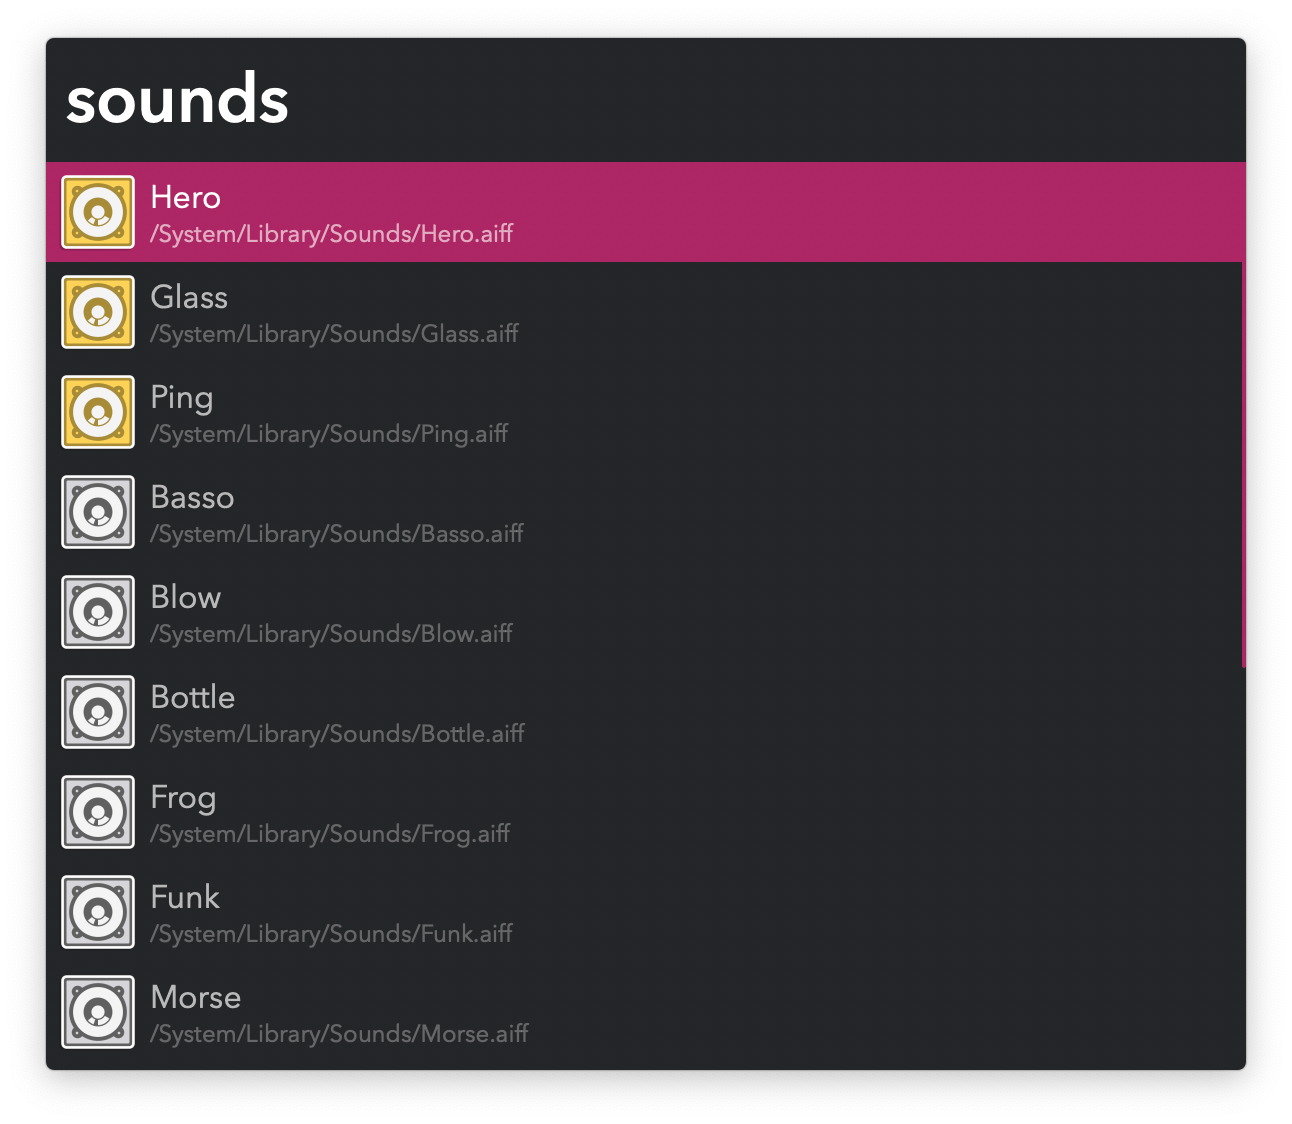 sounds
Hero
/System/Library/Sounds/Hero.aiff
Glass
/System/Library/Sounds/Glass.aiff
Ping
/System/Library/Sounds/Ping.aiff
Basso
/System/Library/Sounds/Basso.aiff
Blow
/System/Library/Sounds/Blow.aiff
Bottle
/System/Library/Sounds/Bottle.aiff
Frog
/System/Library/Sounds/Frog.aiff
Funk
/System/Library/Sounds/Funk.aiff
Morse
/System/Library/Sounds/Morse.aiff